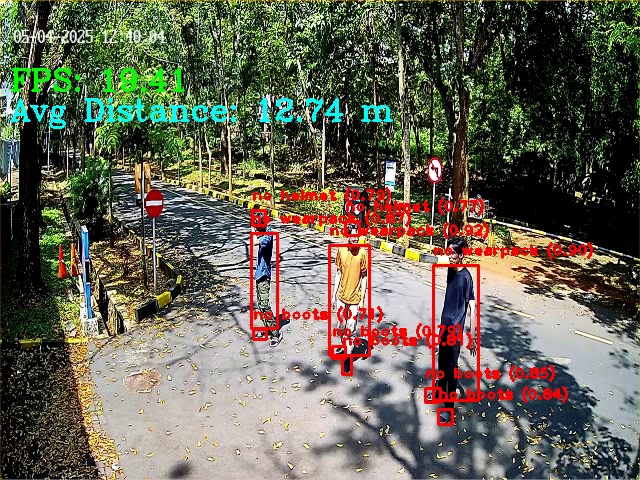 05-04-2025 12:40:04
FPS: 19.41
Avg Distance: 12.74 m
no helmet (0.79)
no helmet (0.77)
no wearpack (0.87)
no wearpack (0.92)
no wearpack (0.90)
no boots (0.71)
no boots (0.79)
no boots (0.81)
no boots (0.85)
no boots (0.84)